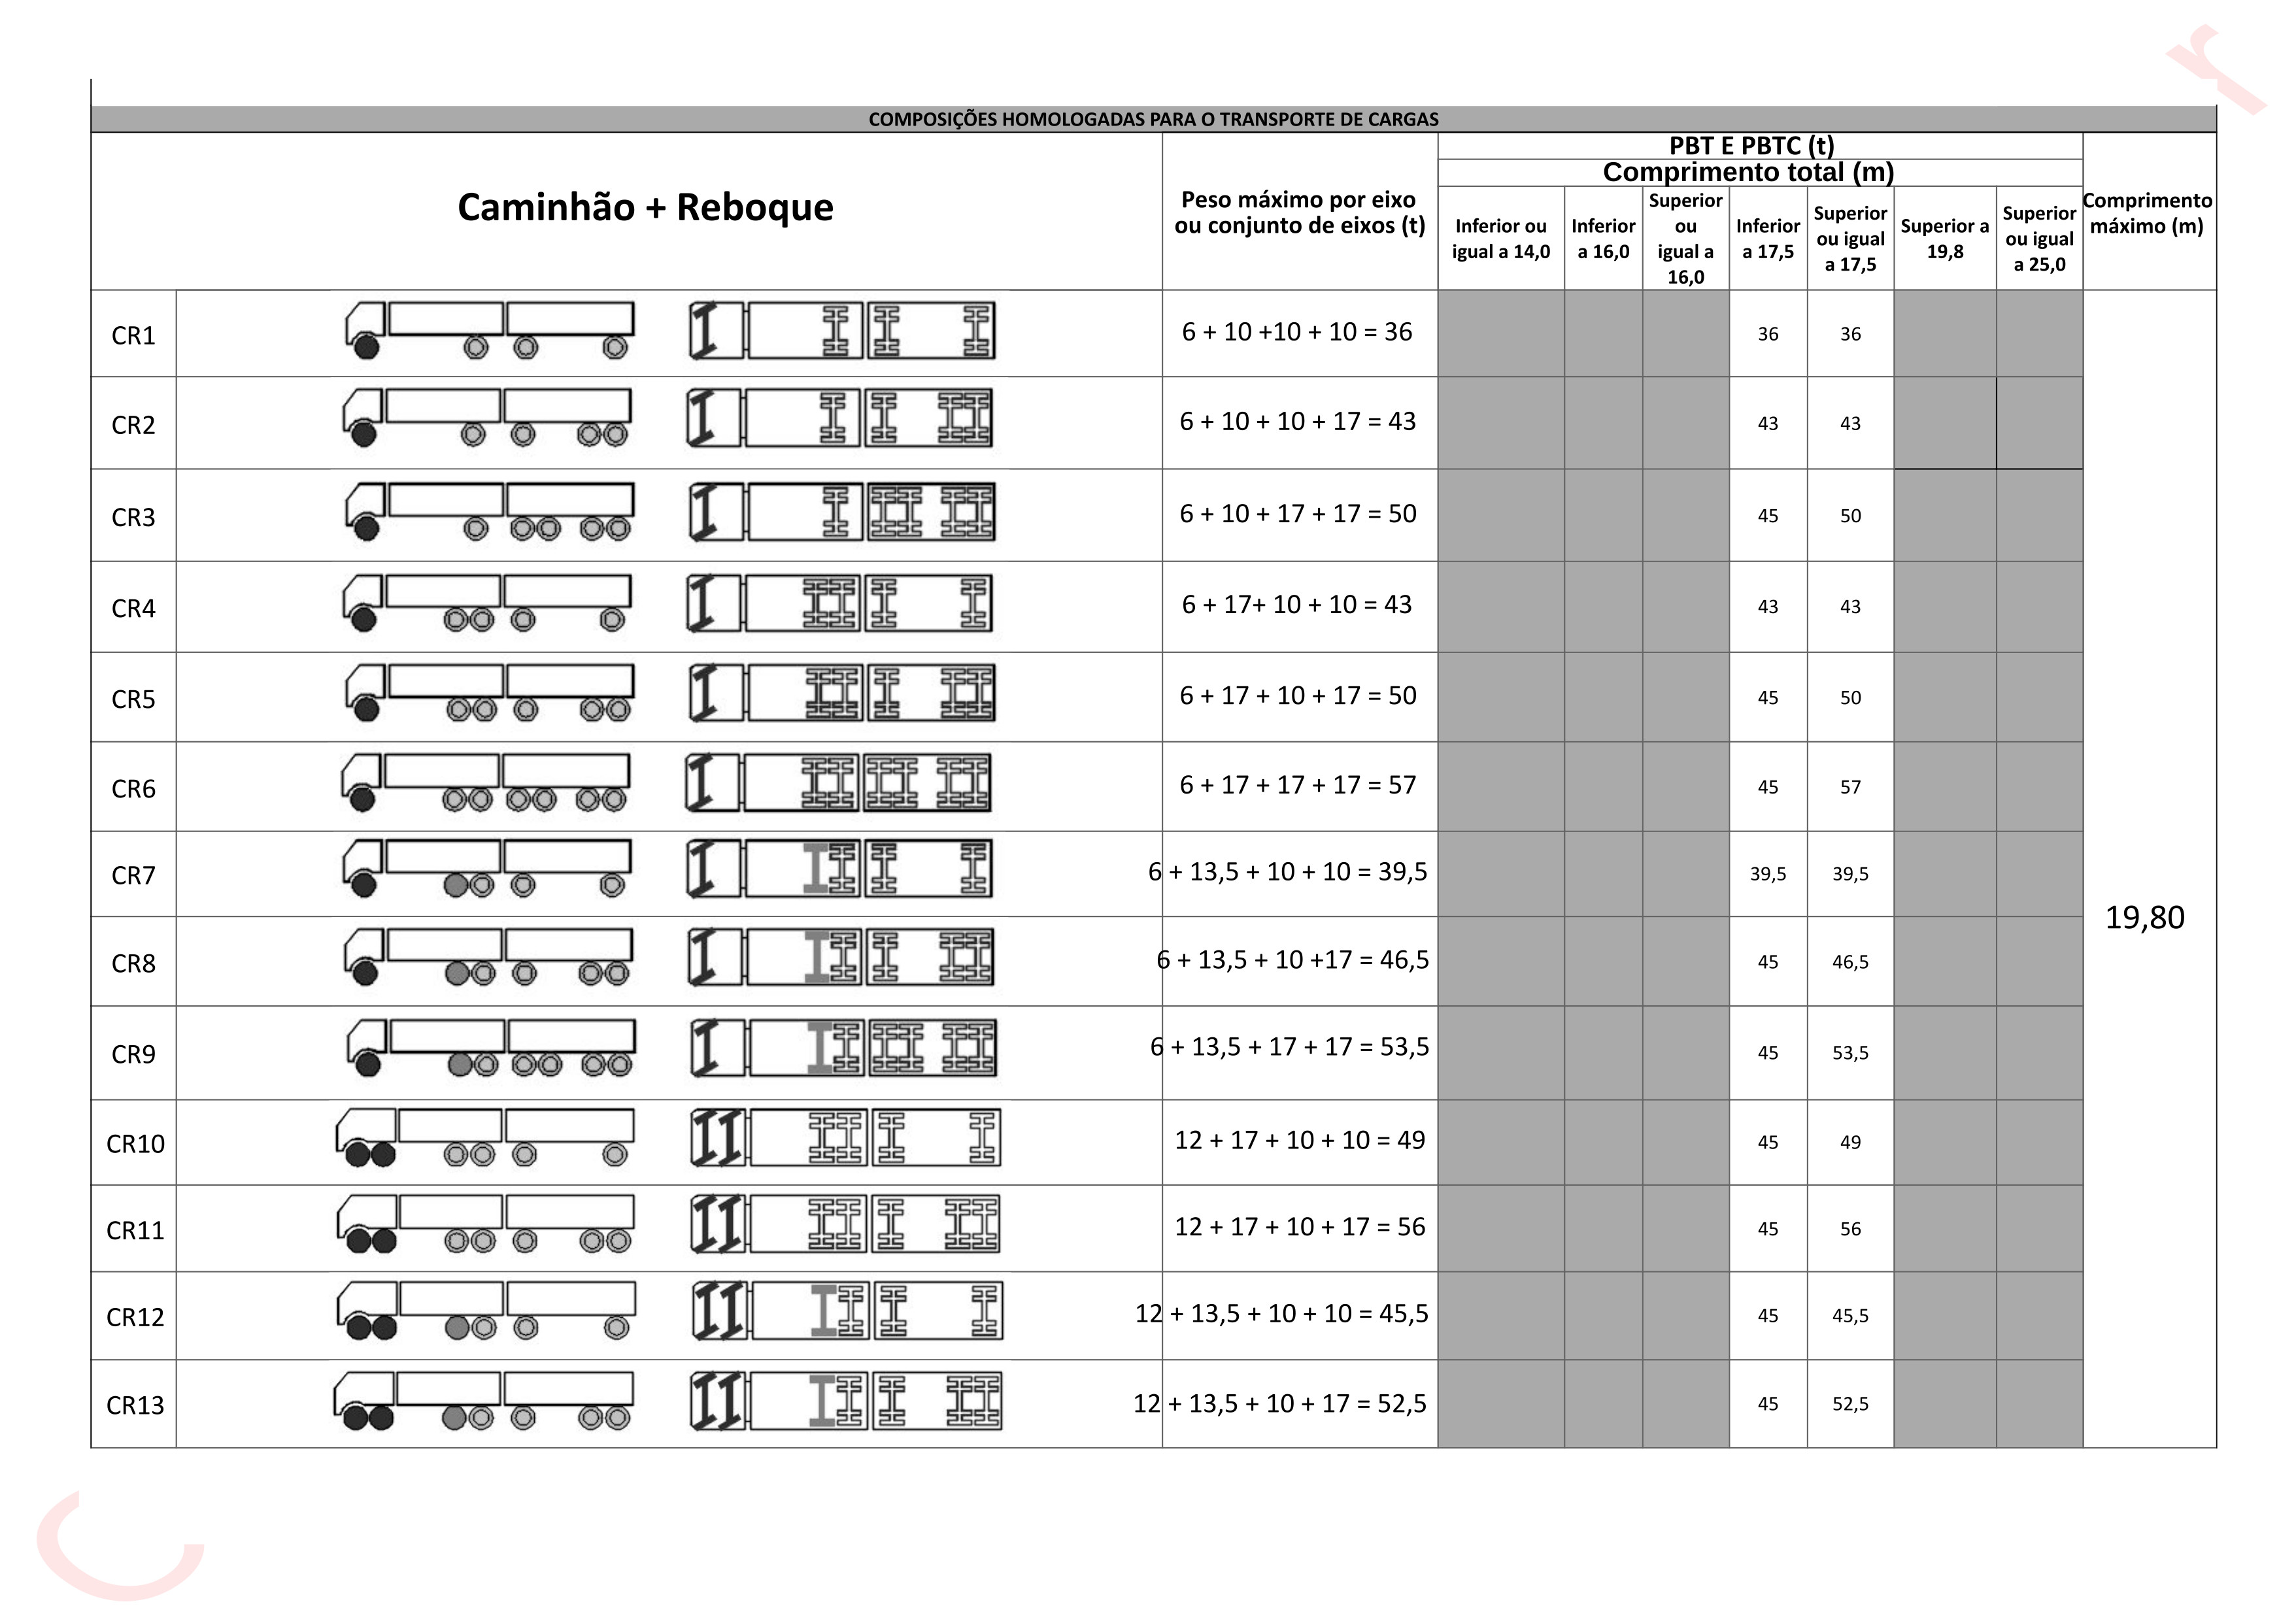 COMPOSIÇÕES HOMOLOGADAS PARA O TRANSPORTE DE CARGAS
Caminhão + Reboque
Peso máximo por eixo
ou conjunto de eixos (t)
PBT E PBTC (t)
Comprimento total (m)
Inferior ou
igual a 14,0
Inferior
a 16,0
Superior
ou
igual a
16,0
Inferior
a 17,5
Superior
ou igual
a 17,5
Superior a
19,8
Superior
ou igual
a 25,0
Comprimento
máximo (m)
CR1 6 + 10 +10 + 10 = 36 36 36
CR2 6 + 10 + 10 + 17 = 43 43 43
CR3 6 + 10 + 17 + 17 = 50 45 50
CR4 6 + 17+ 10 + 10 = 43 43 43
CR5 6 + 17 + 10 + 17 = 50 45 50
CR6 6 + 17 + 17 + 17 = 57 45 57
CR7 6 + 13,5 + 10 + 10 = 39,5 39,5 39,5
19,80
CR8 6 + 13,5 + 10 +17 = 46,5 45 46,5
CR9 6 + 13,5 + 17 + 17 = 53,5 45 53,5
CR10 12 + 17 + 10 + 10 = 49 45 49
CR11 12 + 17 + 10 + 17 = 56 45 56
CR12 12 + 13,5 + 10 + 10 = 45,5 45 45,5
CR13 12 + 13,5 + 10 + 17 = 52,5 45 52,5